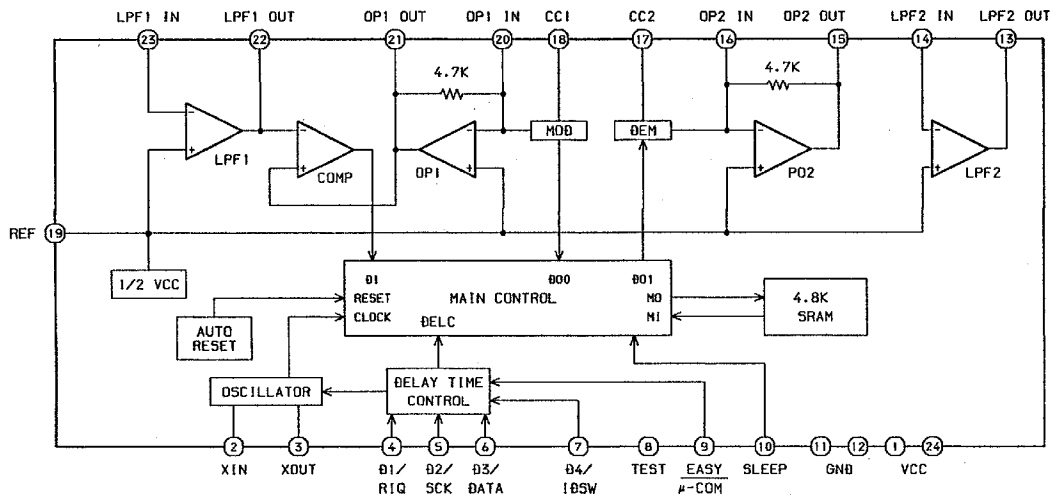 LPF1 IN LPF1 OUT OP1 OUT OP1 IN CC1 CC2 OP2 IN OP2 OUT LPF2 IN LPF2 OUT
23 22 21 20 18 17 16 15 14 13
4.7K 4.7K
- + LPF1
- + COMP
- + OP1
MOD
DEM
- + PO2
- + LPF2
REF 19
1/2 VCC
D1 DO0 DO1
RESET MAIN CONTROL MO
CLOCK MI
DELC
4.8K
SRAM
AUTO
RESET
OSCILLATOR
DELAY TIME
CONTROL
2 3 4 5 6 7 8 9 10 11 12 1 24
XIN XOUT D1/ D2/ D3/ D4/ TEST EASY SLEEP GND VCC
RIQ SCK DATA IDSW μ-COM